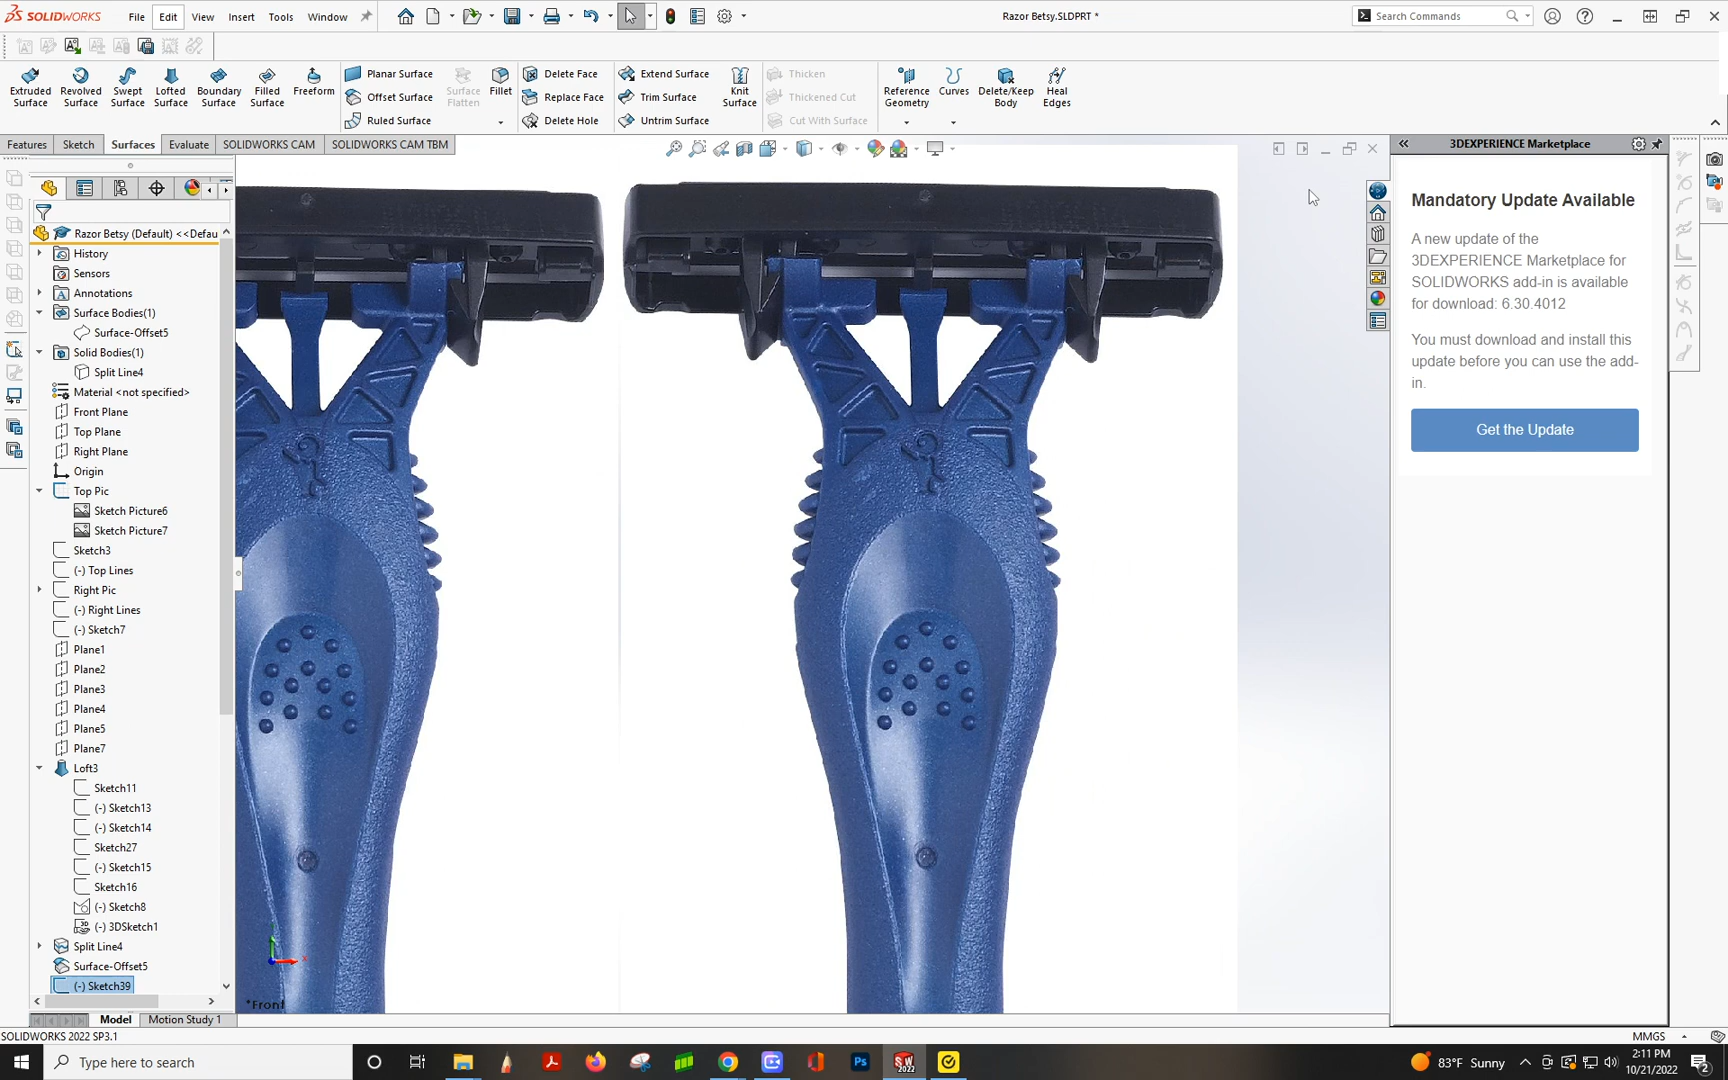 SOLIDWORKS
File
Edit
View
Insert
Tools
Window
Razor Betsy.SLDPRT *
Search Commands
Extruded Surface
Revolved Surface
Swept Surface
Lofted Surface
Boundary Surface
Filled Surface
Freeform
Planar Surface
Offset Surface
Ruled Surface
Surface Flatten
Fillet
Delete Face
Replace Face
Delete Hole
Extend Surface
Trim Surface
Untrim Surface
Knit Surface
Thicken
Thickened Cut
Cut With Surface
Reference Geometry
Curves
Delete/Keep Body
Heal Edges
Features
Sketch
Surfaces
Evaluate
SOLIDWORKS CAM
SOLIDWORKS CAM TBM
Razor Betsy (Default) <<Defau
History
Sensors
Annotations
Surface Bodies(1)
Surface-Offset5
Solid Bodies(1)
Split Line4
Material <not specified>
Front Plane
Top Plane
Right Plane
Origin
Top Pic
Sketch Picture6
Sketch Picture7
Sketch3
(-) Top Lines
Right Pic
(-) Right Lines
(-) Sketch7
Plane1
Plane2
Plane3
Plane4
Plane5
Plane7
Loft3
Sketch11
(-) Sketch13
(-) Sketch14
Sketch27
(-) Sketch15
Sketch16
(-) Sketch8
(-) 3DSketch1
Split Line4
Surface-Offset5
(-) Sketch39
*Front
3DEXPERIENCE Marketplace
Mandatory Update Available
A new update of the
3DEXPERIENCE Marketplace for
SOLIDWORKS add-in is available
for download: 6.30.4012
You must download and install this
update before you can use the add-
in.
Get the Update
Model
Motion Study 1
SOLIDWORKS 2022 SP3.1
MMGS
Type here to search
83°F Sunny
2:11 PM
10/21/2022